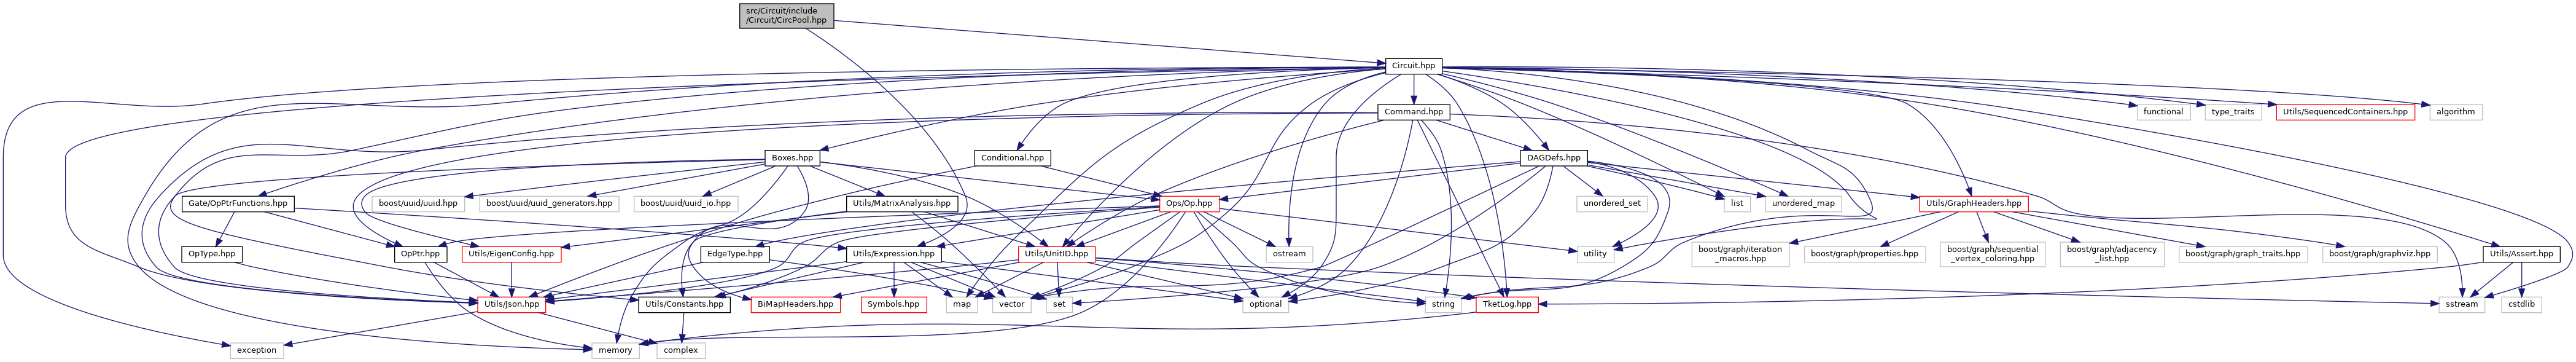 src/Circuit/include
/Circuit/CircPool.hpp
Circuit.hpp
Command.hpp
functional
type_traits
Utils/SequencedContainers.hpp
algorithm
Boxes.hpp
Conditional.hpp
DAGDefs.hpp
Gate/OpPtrFunctions.hpp
boost/uuid/uuid.hpp
boost/uuid/uuid_generators.hpp
boost/uuid/uuid_io.hpp
Utils/MatrixAnalysis.hpp
Ops/Op.hpp
unordered_set
list
unordered_map
Utils/GraphHeaders.hpp
OpType.hpp
OpPtr.hpp
Utils/EigenConfig.hpp
EdgeType.hpp
Utils/Expression.hpp
Utils/UnitID.hpp
ostream
utility
boost/graph/iteration
_macros.hpp
boost/graph/properties.hpp
boost/graph/sequential
_vertex_coloring.hpp
boost/graph/adjacency
_list.hpp
boost/graph/graph_traits.hpp
boost/graph/graphviz.hpp
Utils/Assert.hpp
Utils/Json.hpp
Utils/Constants.hpp
BiMapHeaders.hpp
Symbols.hpp
map
vector
set
optional
string
TketLog.hpp
sstream
cstdlib
exception
memory
complex